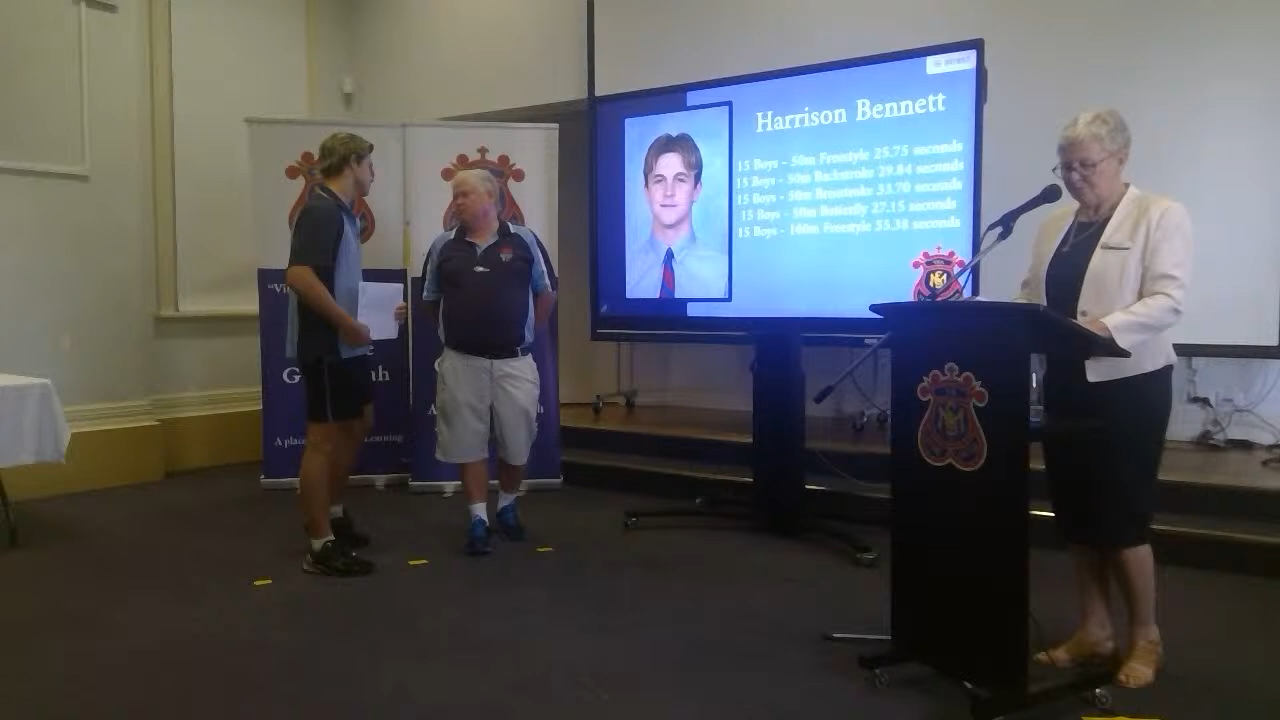 Harrison Bennett
15 Boys - 50m Freestyle 25.75 seconds
15 Boys - 50m Backstroke 29.84 seconds
15 Boys - 50m Breastroke 33.70 seconds
15 Boys - 50m Butterfly 27.15 seconds
15 Boys - 100m Freestyle 55.38 seconds
A place